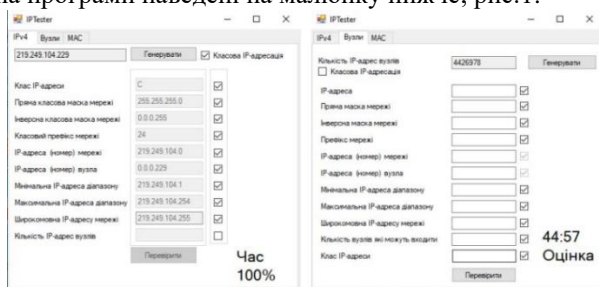 на програмі наведені на малюнку нижче, рис.1.
IPTester
IPv4 Вузли MAC
219.249.104.229 Генерувати Класова IP-адресація
Клас IP-адреси C
Пряма класова маска мережі 255.255.255.0
Інверсна класова маска мережі 0.0.0.255
Класовий префікс мережі 24
IP-адреса (номер) мережі 219.249.104.0
IP-адреса (номер) вузла 0.0.0.229
Мінімальна IP-адреса діапазону 219.249.104.1
Максимальна IP-адреса діапазону 219.249.104.254
Широкомовна IP-адресу мережі 219.249.104.255
Кількість IP-адрес вузлів
Перевірити
Час
100%
IPTester
IPv4 Вузли MAC
Кількість IP-адрес вузлів 4426978 Генерувати
Класова IP-адресація
IP-адреса
Пряма маска мережі
Інверсна маска мережі
Префікс мережі
IP-адреса (номер) мережі
IP-адреса (номер) вузла
Мінімальна IP-адреса діапазону
Максимальна IP-адреса діапазону
Широкомовна IP-адресу мережі
Кількість вузлів які можуть входити
Клас IP-адреси
Перевірити
44:57
Оцінка